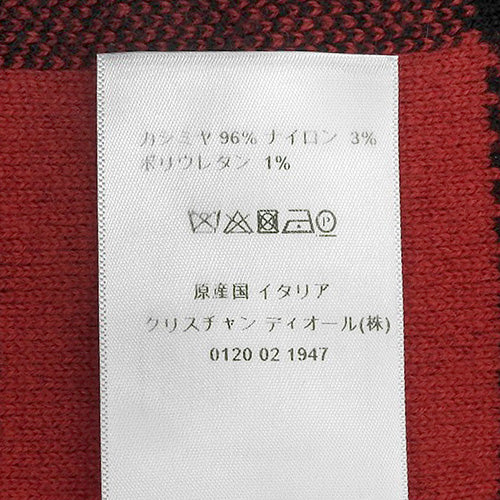 カシミヤ 96% ナイロン 3%
ポリウレタン 1%
P
原産国 イタリア
クリスチャン ディオール(株)
0120 02 1947